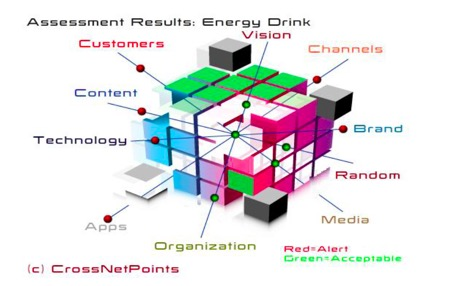 Assessment Results: Energy Drink
Vision
Customers
Channels
Content
Brand
Technology
Random
Apps
Media
Organization
Red=Alert
Green=Acceptable
(c) CrossNetPoints